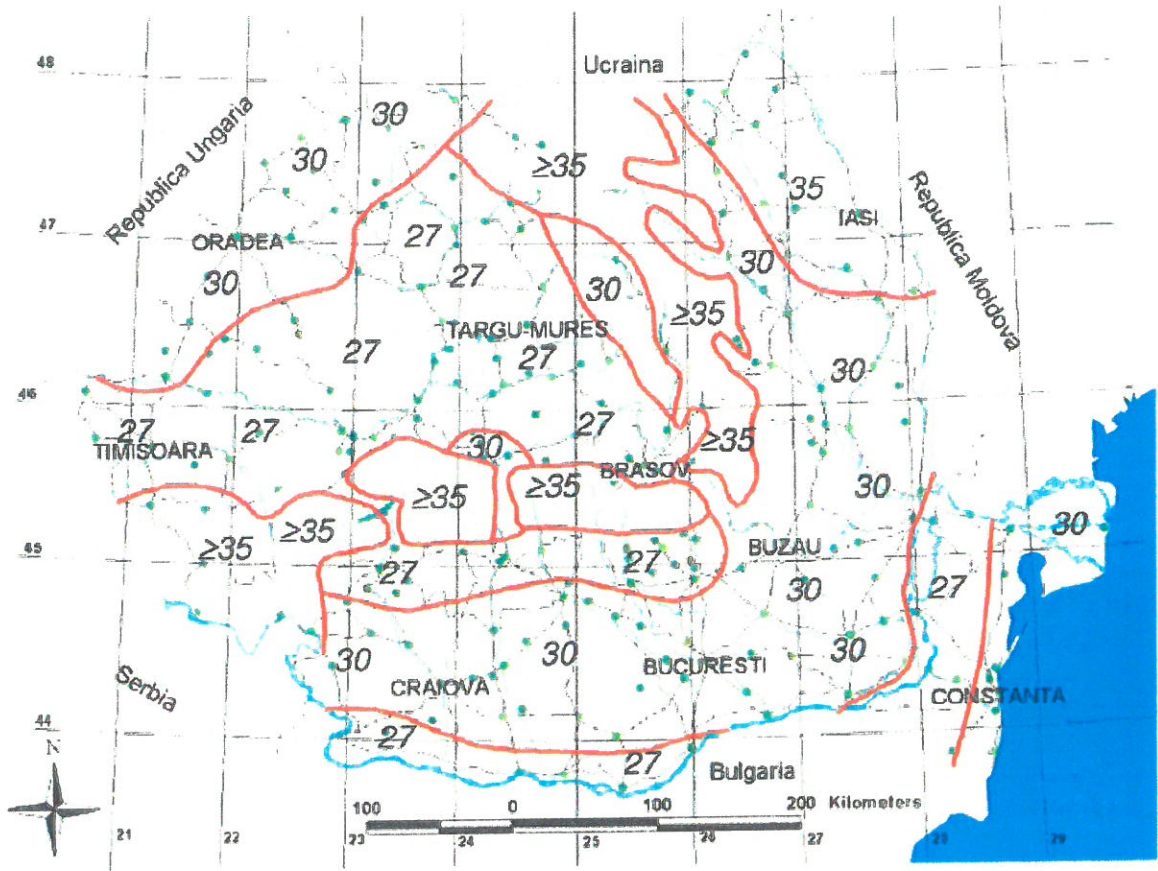 48
Ucraina
30
Republica Ungaria
30
≥35
47
35
IASI
Republica Moldova
ORADEA
27
27
30
30
30
≥35
TARGU-MURES
27
27
46
30
27
27
27
30
≥35
TIMISOARA
BRASOV
≥35
≥35
30
30
≥35
≥35
45
BUZAU
27
27
30
27
30
30
30
BUCURESTI
Serbia
CRAIOVA
CONSTANTA
44
N
27
27
Bulgaria
100 0 100 200 Kilometers
21 22 23 24 25 26 27 28 29